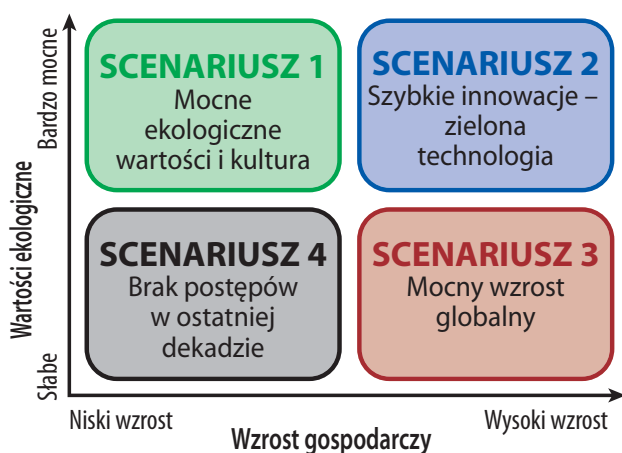 Bardzo mocne
Wartości ekologiczne
Słabe
SCENARIUSZ 1
Mocne
ekologiczne
wartości i kultura
SCENARIUSZ 2
Szybkie innowacje –
zielona
technologia
SCENARIUSZ 4
Brak postępów
w ostatniej
dekadzie
SCENARIUSZ 3
Mocny wzrost
globalny
Niski wzrost
Wysoki wzrost
Wzrost gospodarczy